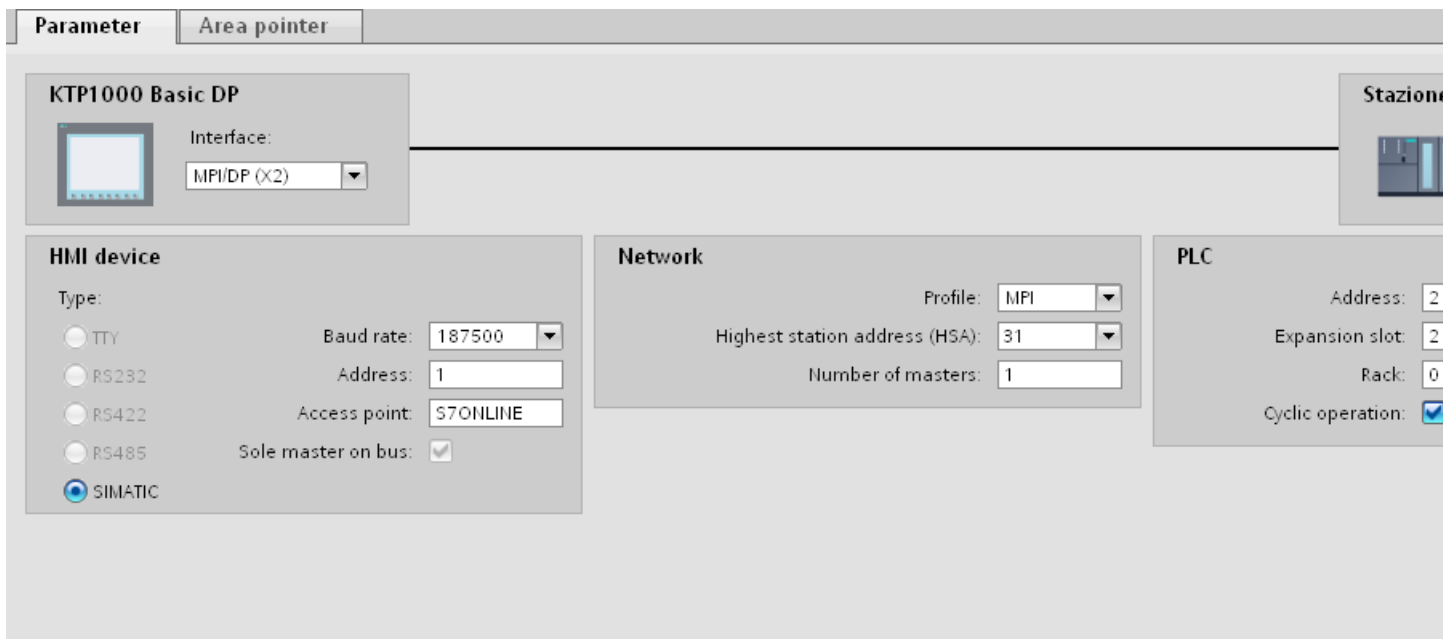 Parameter Area pointer
KTP1000 Basic DP
Interface:
MPI/DP (X2)
Stazione
HMI device
Type:
TTY
RS232
RS422
RS485
SIMATIC
Baud rate: 187500
Address: 1
Access point: S7ONLINE
Sole master on bus:
Network
Profile: MPI
Highest station address (HSA): 31
Number of masters: 1
PLC
Address: 2
Expansion slot: 2
Rack: 0
Cyclic operation: